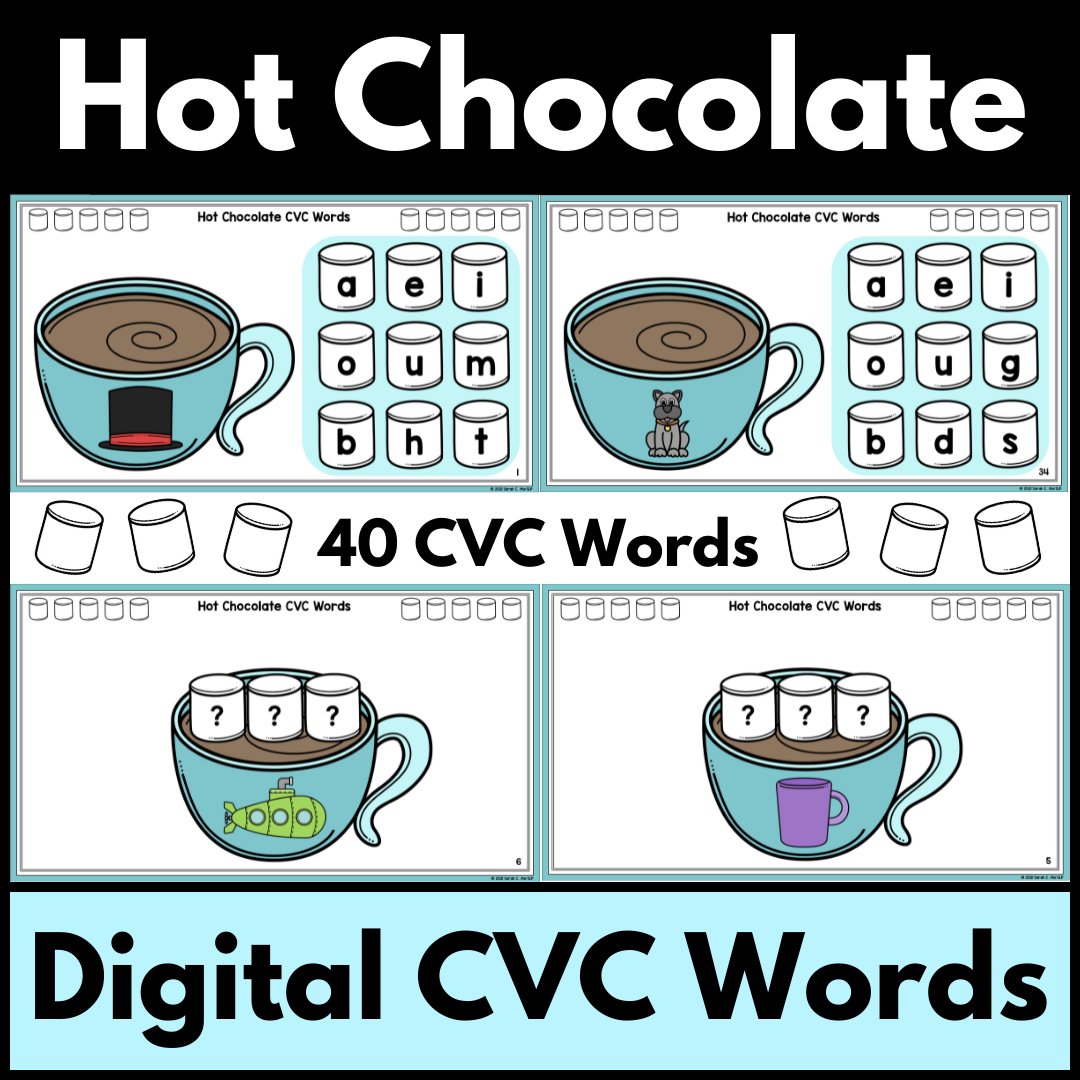 Hot Chocolate
Hot Chocolate CVC Words
a e i
o u m
b h t
1
Hot Chocolate CVC Words
a e i
o u g
b d s
34
40 CVC Words
Hot Chocolate CVC Words
? ? ?
6
Hot Chocolate CVC Words
? ? ?
5
Digital CVC Words